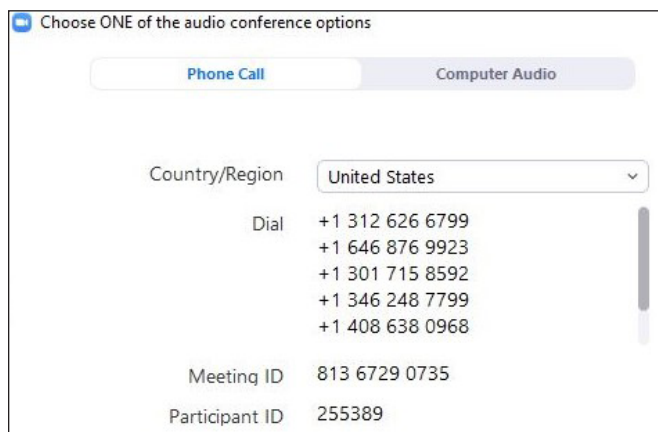 Choose ONE of the audio conference options
Phone Call
Computer Audio
Country/Region
United States
Dial
+1 312 626 6799
+1 646 876 9923
+1 301 715 8592
+1 346 248 7799
+1 408 638 0968
Meeting ID
813 6729 0735
Participant ID
255389